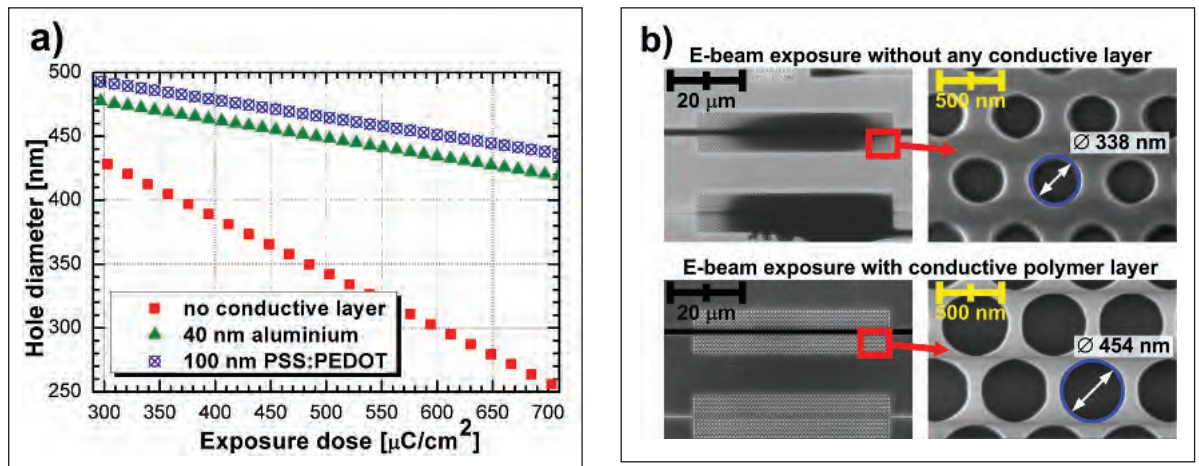 a)
500
450
400
350
300
250
Hole diameter [nm]
no conductive layer
40 nm aluminium
100 nm PSS:PEDOT
300 350 400 450 500 550 600 650 700
Exposure dose [μC/cm²]
b)
E-beam exposure without any conductive layer
20 μm
500 nm
Ø 338 nm
E-beam exposure with conductive polymer layer
20 μm
500 nm
Ø 454 nm